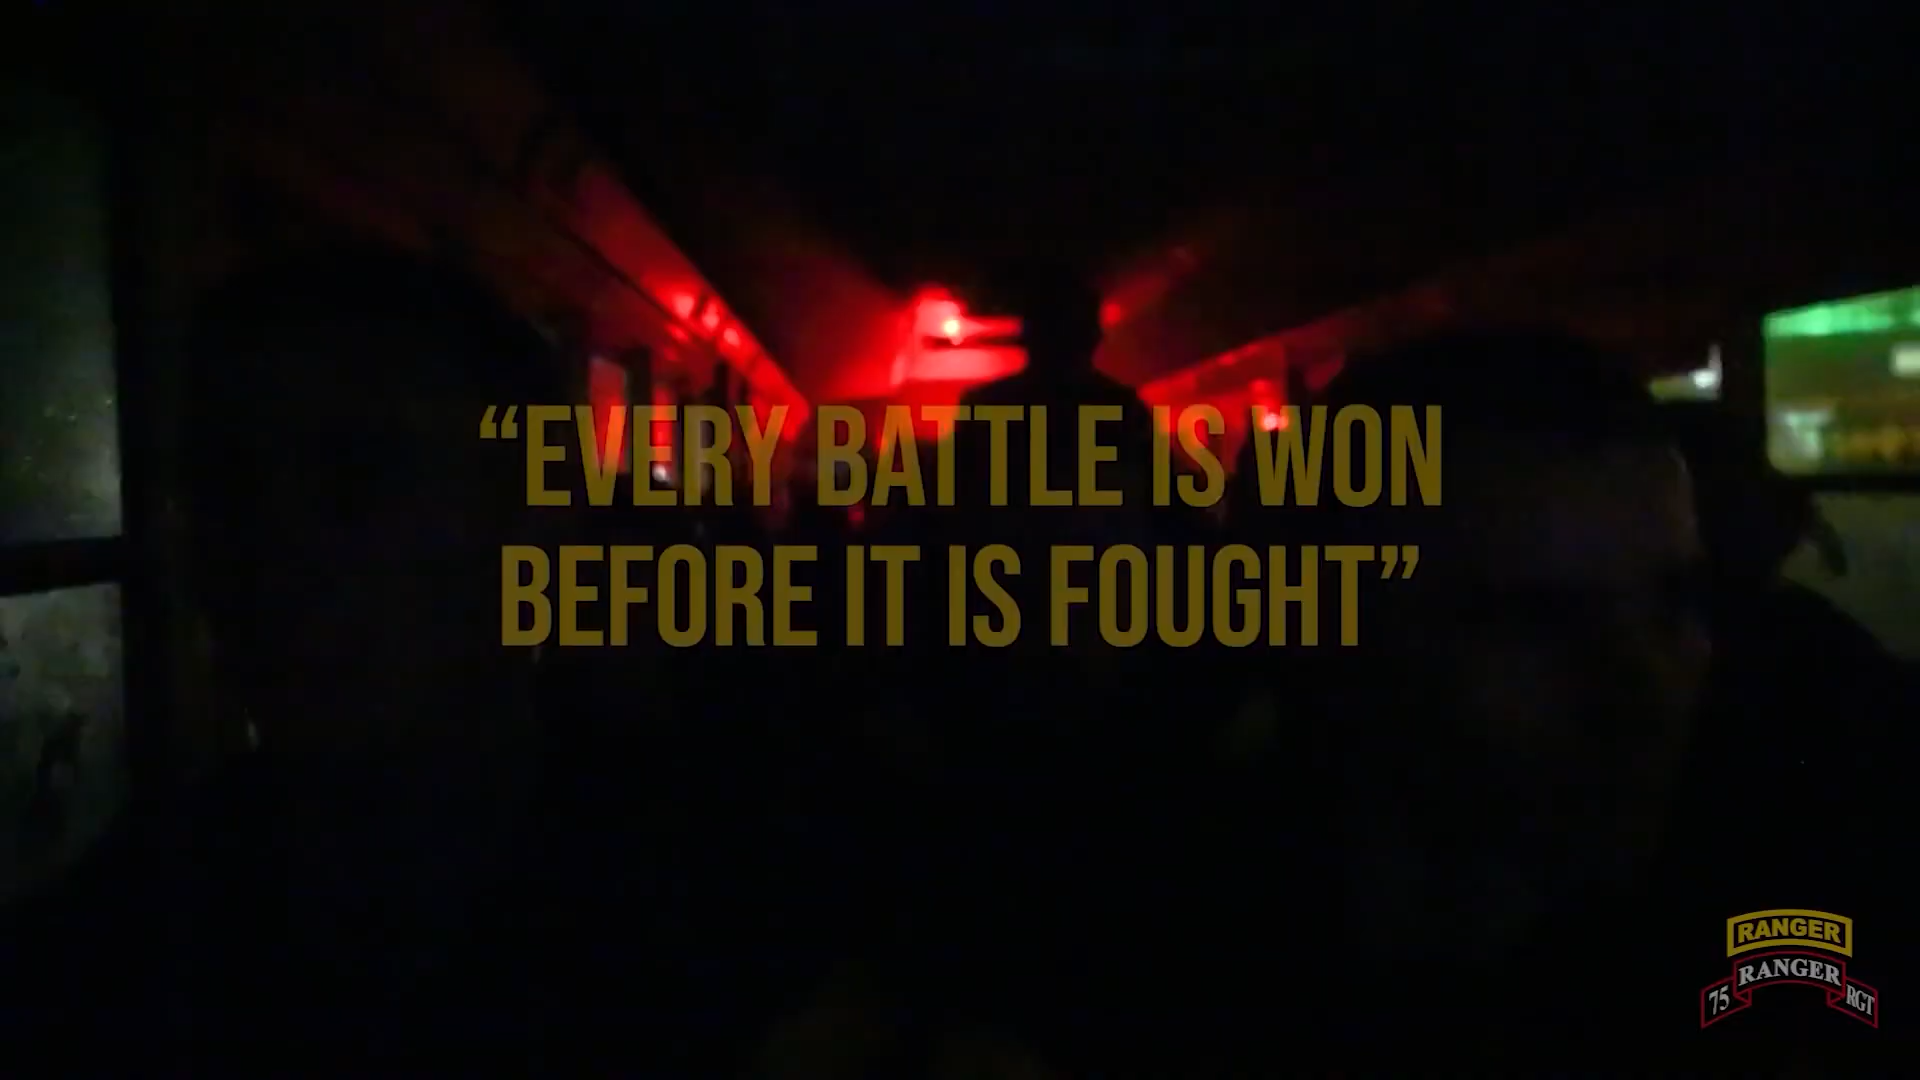 “EVERY BATTLE IS WON
BEFORE IT IS FOUGHT”
RANGER
75 RANGER RGT